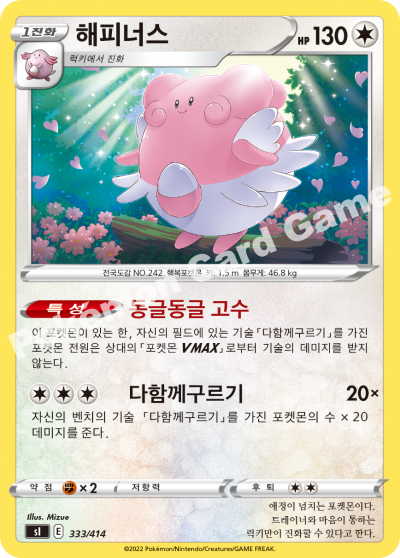 1진화
해피너스
HP 130
럭키에서 진화
전국도감 NO.242 행복포켓몬 키: 1.5 m 몸무게: 46.8 kg
Pokémon Card Game
특성 동글동글 고수
이 포켓몬이 있는 한, 자신의 필드에 있는 기술 「다함께구르기」를 가진
포켓몬 전원은 상대의 「포켓몬 VMAX」로부터 기술의 데미지를 받지
않는다.
다함께구르기 20×
자신의 벤치의 기술 「다함께구르기」를 가진 포켓몬의 수 × 20
데미지를 준다.
약점 ×2 저항력 후퇴
Illus. Mizue
sI E 333/414
애정이 넘치는 포켓몬이다.
트레이너와 마음이 통하는
럭키만이 진화할 수 있다고 한다.
©2022 Pokémon/Nintendo/Creatures/GAME FREAK.